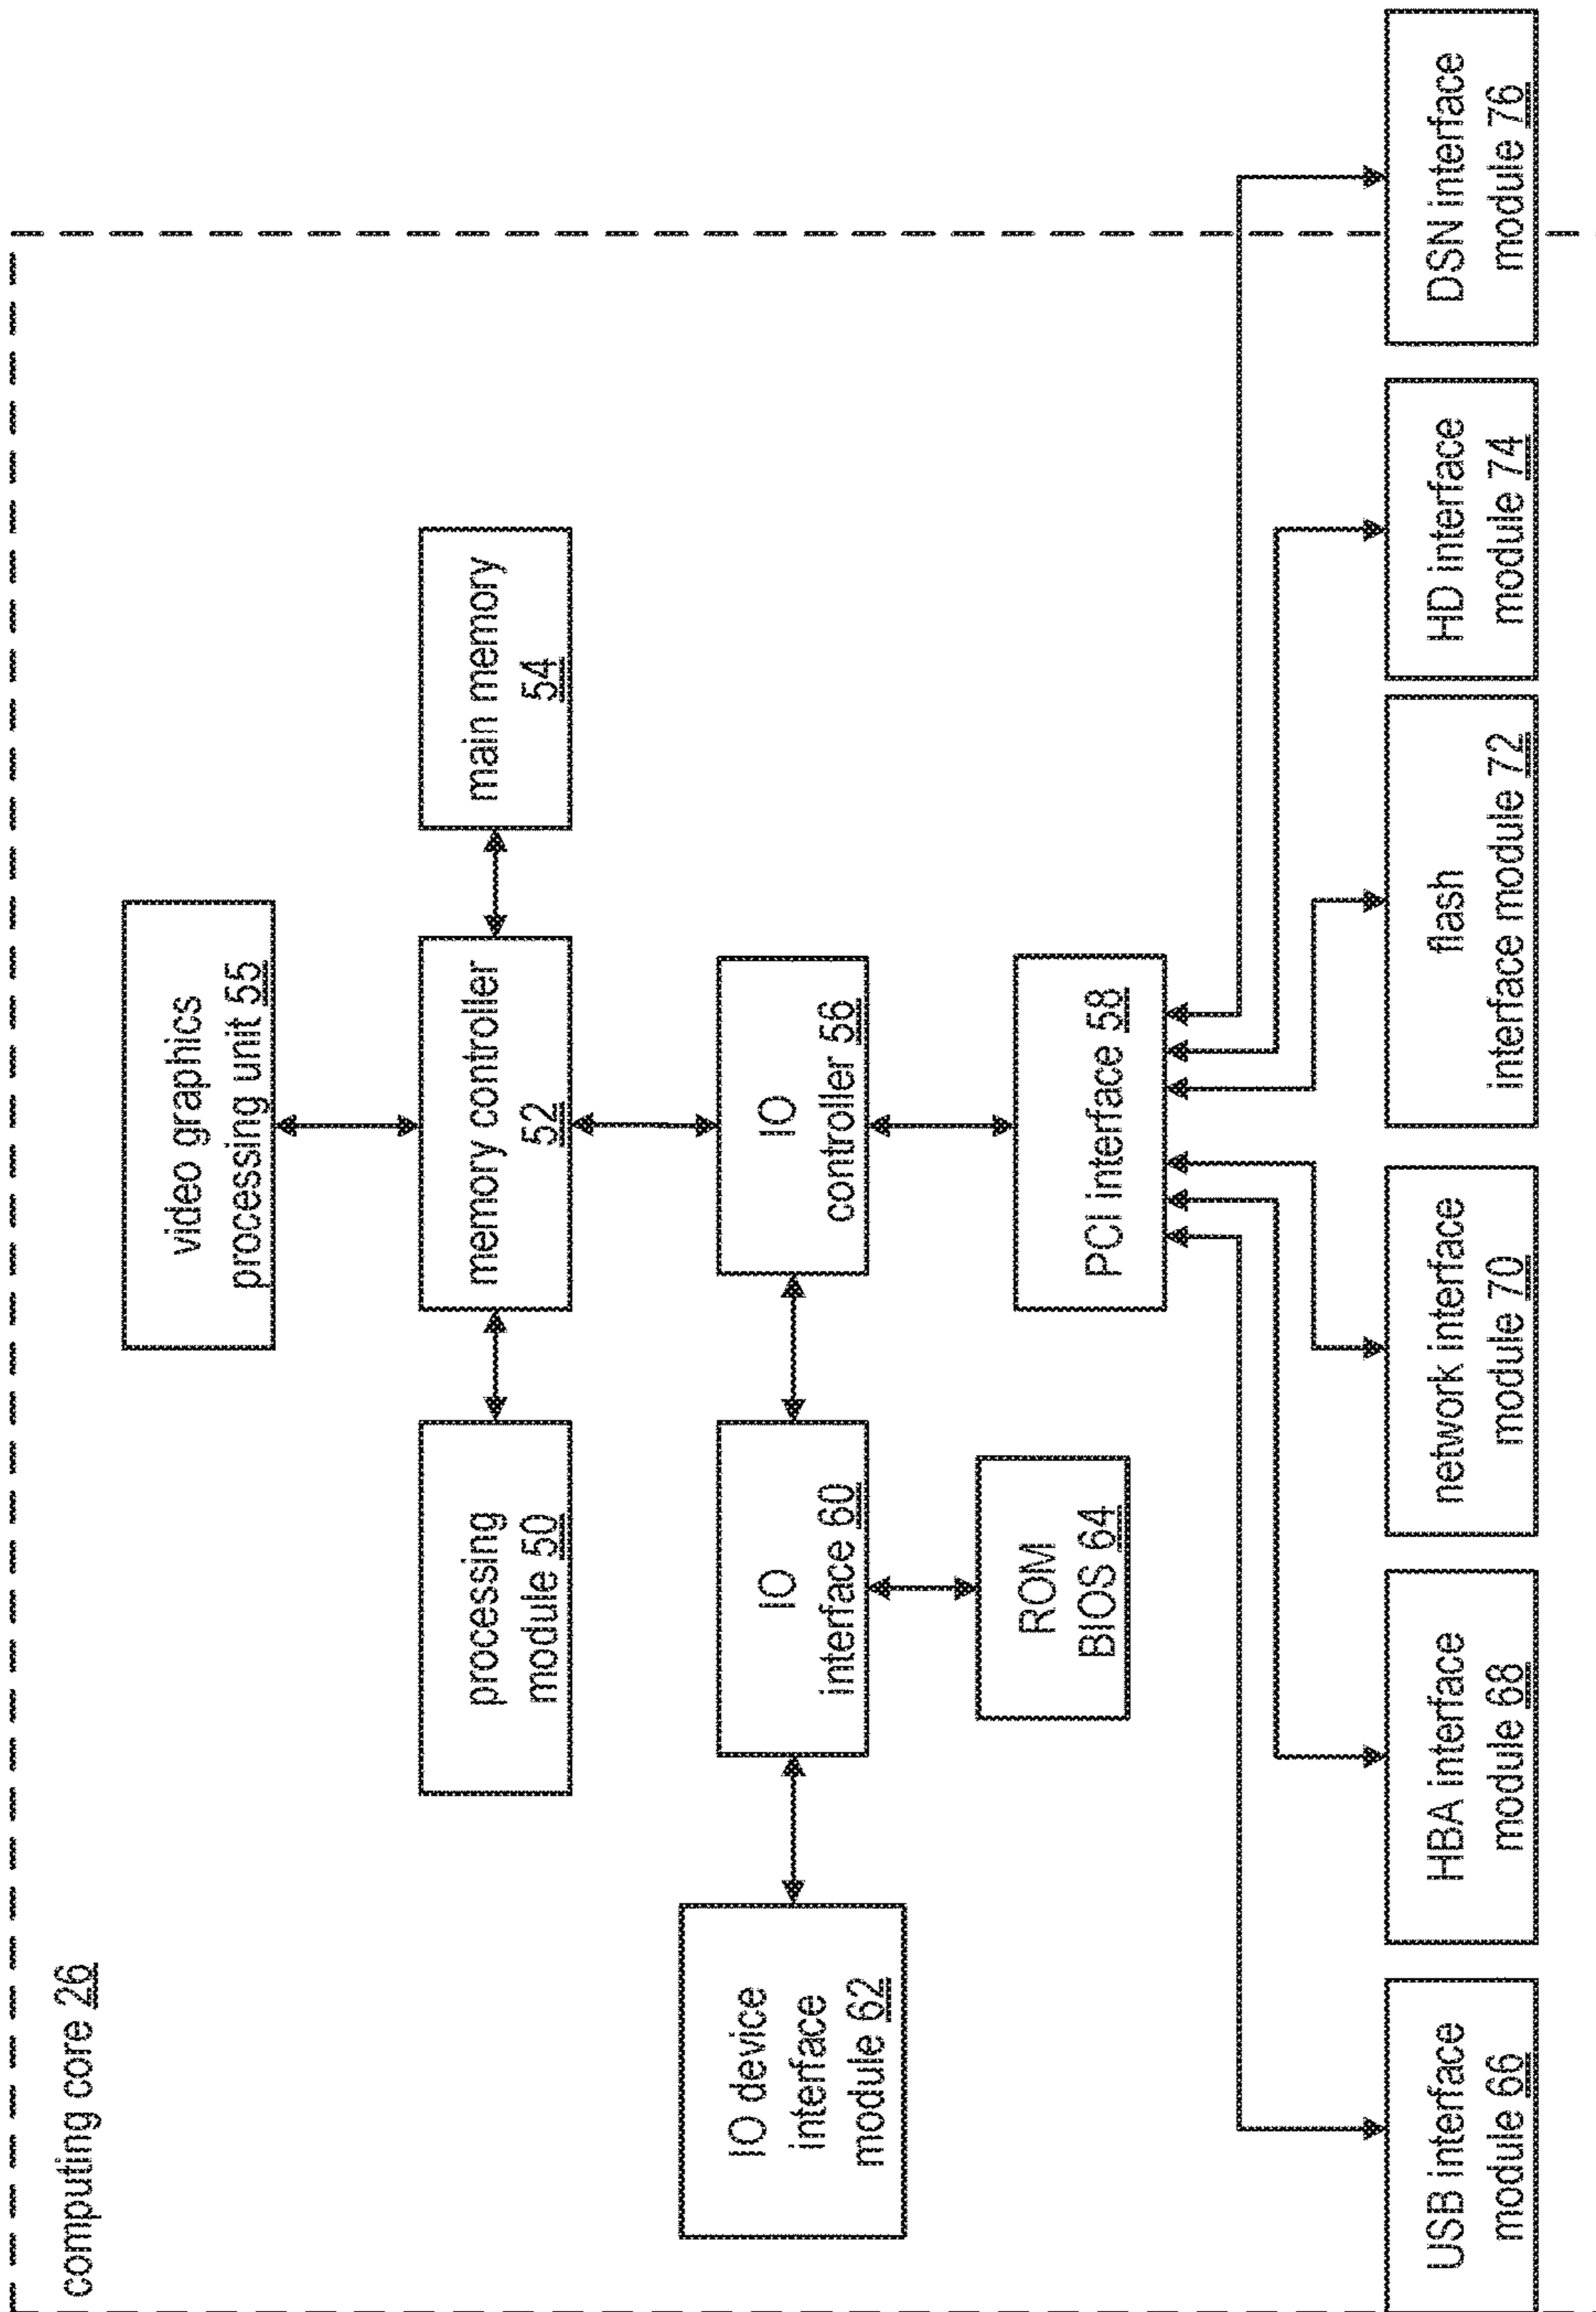 computing core 26
video graphics
processing unit 55
processing
module 50
memory controller
52
main memory
54
IO device
interface
module 62
IO
interface 60
IO
controller 56
ROM
BIOS 64
PCI interface 58
USB interface
module 66
HBA interface
module 68
network interface
module 70
flash
interface module 72
HD interface
module 74
DSN interface
module 76